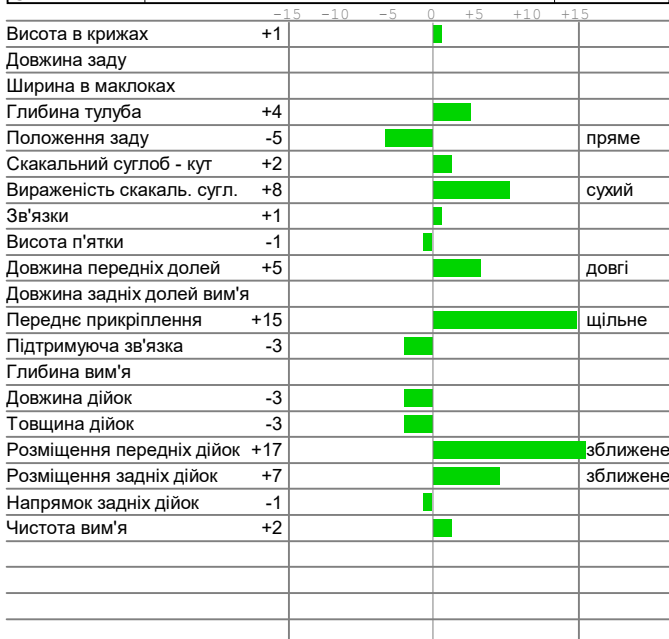 -15 -10 -5 0 +5 +10 +15
Висота в крижах +1
Довжина заду
Ширина в маклоках
Глибина тулуба +4
Положення заду -5 пряме
Скакальний суглоб - кут +2
Вираженість скакаль. сугл. +8 сухий
Зв'язки +1
Висота п'ятки -1
Довжина передніх долей +5 довгі
Довжина задніх долей вим'я
Переднє прикріплення +15 щільне
Підтримуюча зв'язка -3
Глибина вим'я
Довжина дійок -3
Товщина дійок -3
Розміщення передніх дійок +17 зближене
Розміщення задніх дійок +7 зближене
Напрямок задніх дійок -1
Чистота вим'я +2